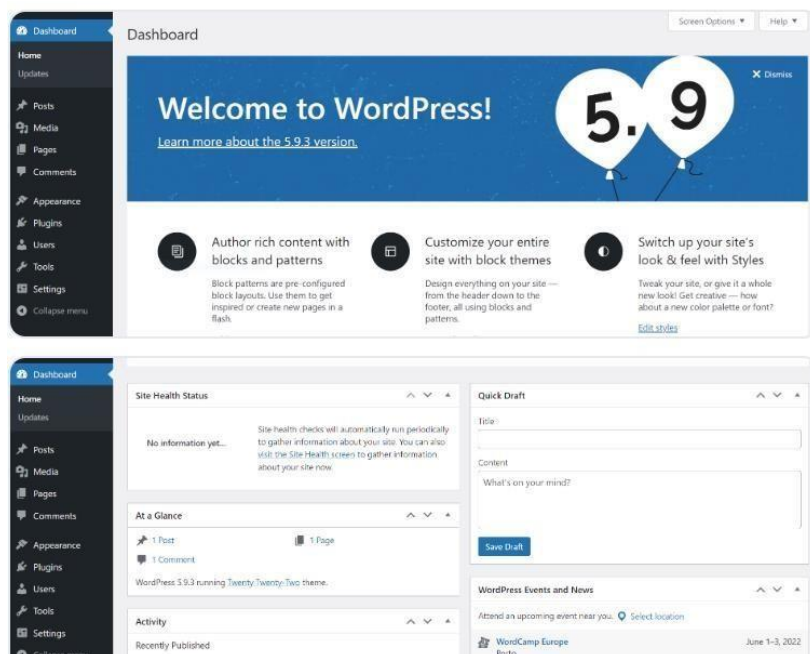 Screen Options ▼
Help ▼
Dashboard
Home
Updates
Posts
Media
Pages
Comments
Appearance
Plugins
Users
Tools
Settings
Collapse menu
Dashboard
Dismiss
Welcome to WordPress!
Learn more about the 5.9.3 version.
5.9
Author rich content with
blocks and patterns
Block patterns are pre-configured
block layouts. Use them to get
inspired or create new pages in a
flash.
Customize your entire
site with block themes
Design everything on your site —
from the header down to the
footer, all using blocks and
patterns.
Switch up your site's
look & feel with Styles
Tweak your site, or give it a whole
new look! Get creative — how
about a new color palette or font?
Edit styles
Dashboard
Home
Updates
Posts
Media
Pages
Comments
Appearance
Plugins
Users
Tools
Settings
Site Health Status
No information yet...
Site health checks will automatically run periodically
to gather information about your site. You can also
visit the Site Health screen to gather information
about your site now.
At a Glance
1 Post
1 Page
1 Comment
WordPress 5.9.3 running Twenty Twenty-Two theme.
Activity
Recently Published
Quick Draft
Title
Content
What's on your mind?
Save Draft
WordPress Events and News
Attend an upcoming event near you.
Select location
WordCamp Europe
June 1–3, 2022
Porto